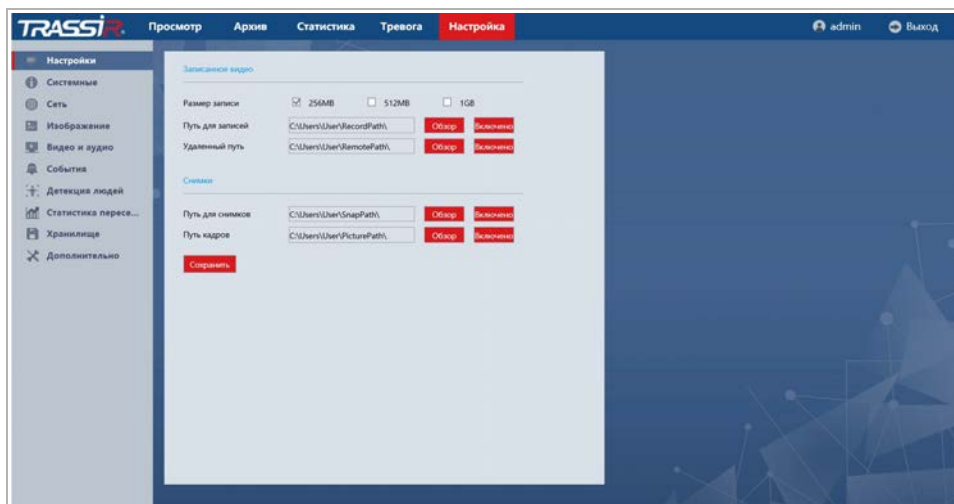 TRASSIR
Просмотр Архив Статистика Тревога Настройка admin Выход
Настройки
Системные
Сеть
Изображение
Видео и аудио
События
Детекция людей
Статистика пересе...
Хранилище
Дополнительно
Записанное видео
Размер записи 256MB 512MB 1GB
Путь для записей C:\Users\User\RecordPath\ Обзор Включено
Удаленный путь C:\Users\User\RemotePath\ Обзор Включено
Снимки
Путь для снимков C:\Users\User\SnapPath\ Обзор Включено
Путь кадров C:\Users\User\PicturePath\ Обзор Включено
Сохранить